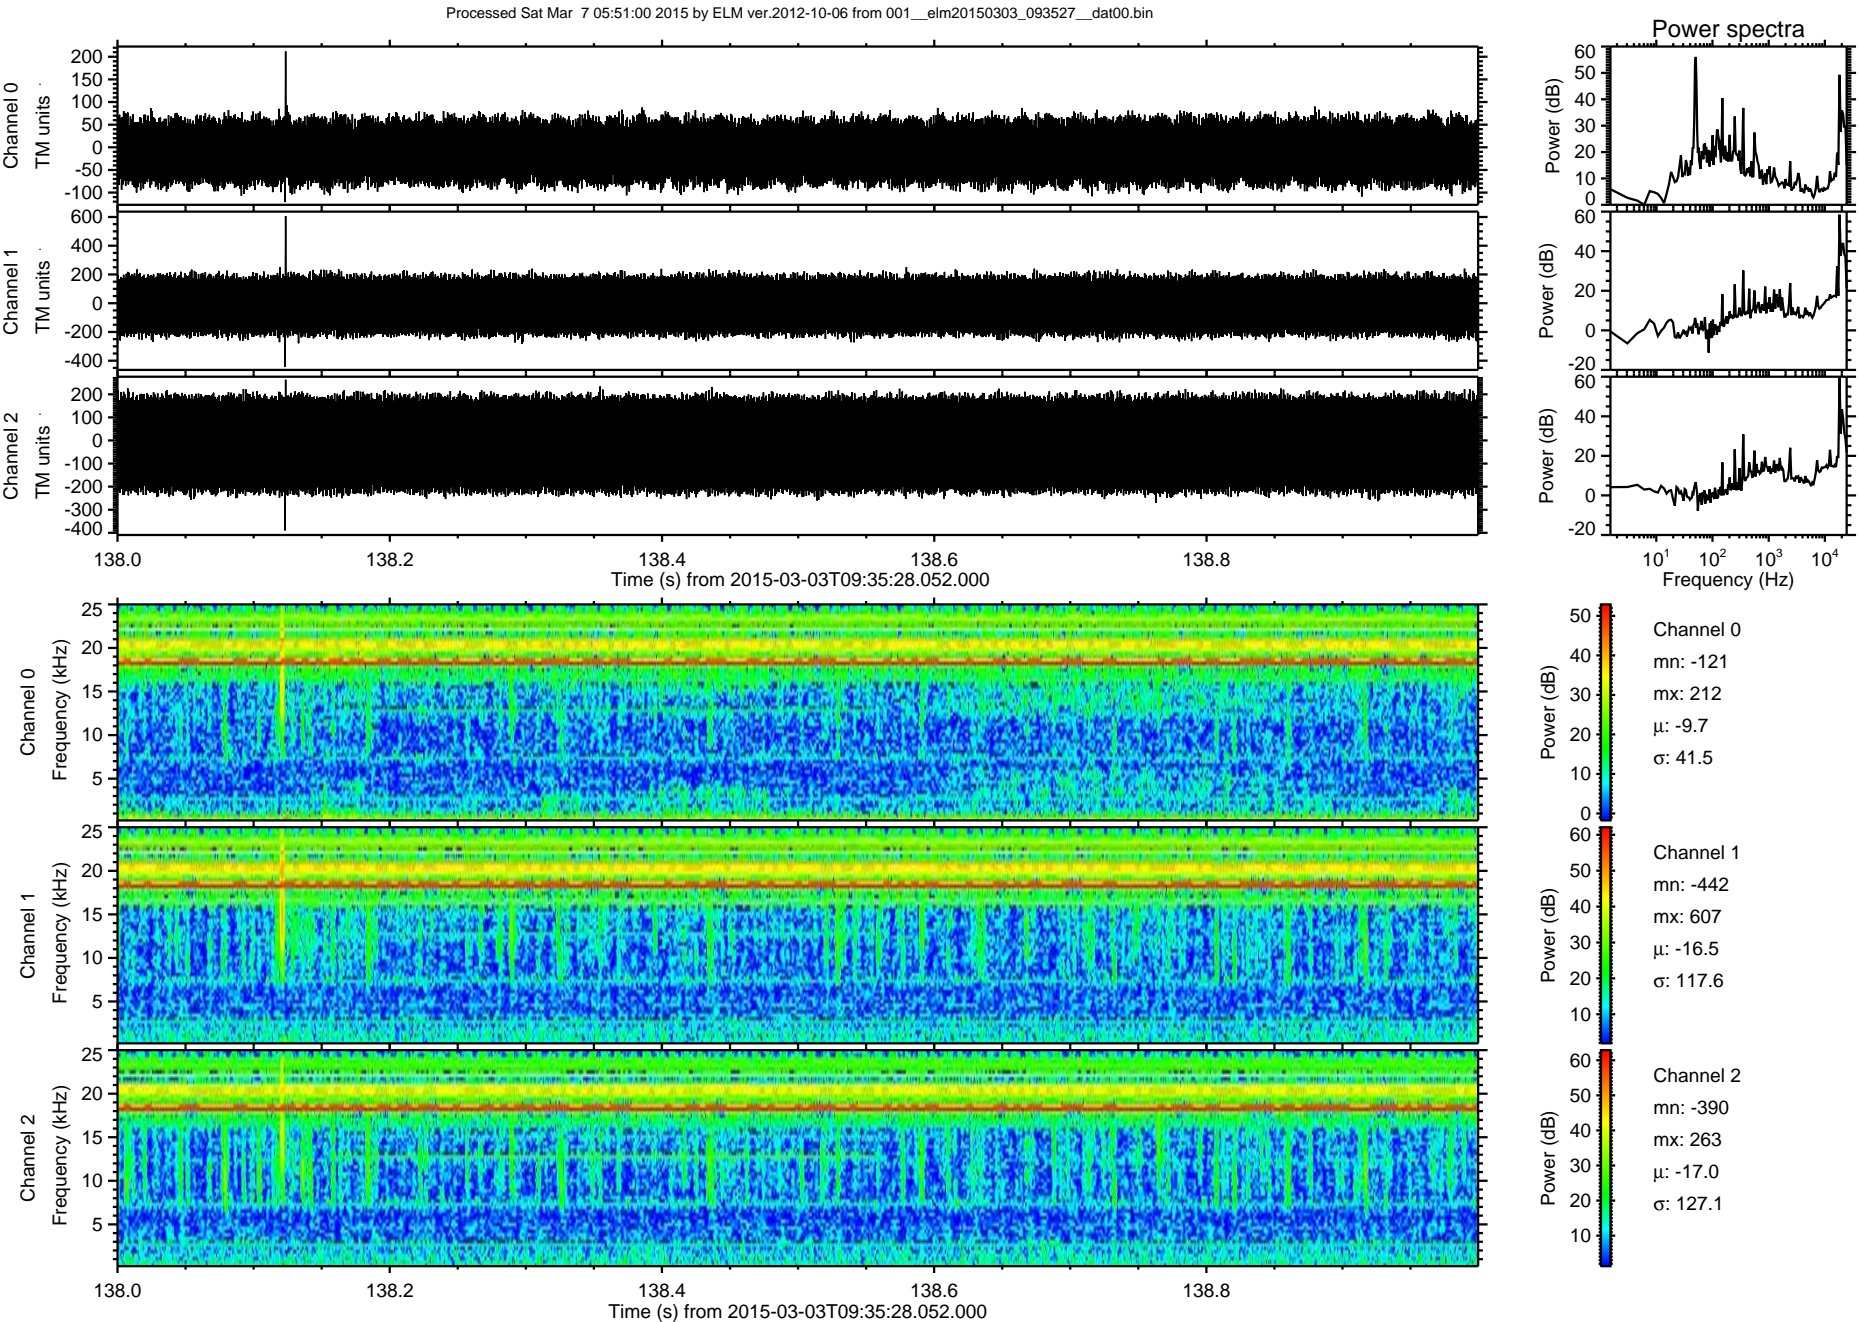 Processed Sat Mar 7 05:51:00 2015 by ELM ver.2012-10-06 from 001__elm20150303_093527__dat00.bin
Power spectra
Channel 0
TM units
200
150
100
50
0
-50
-100
Power (dB)
60
50
40
30
20
10
0
Channel 1
TM units
600
400
200
0
-200
-400
Power (dB)
60
40
20
0
-20
Channel 2
TM units
200
100
0
-100
-200
-300
-400
Power (dB)
60
40
20
0
-20
138.0 138.2 138.4 138.6 138.8
Time (s) from 2015-03-03T09:35:28.052.000
10¹ 10² 10³ 10⁴
Frequency (Hz)
Channel 0
Frequency (kHz)
25
20
15
10
5
Power (dB)
50
40
30
20
10
0
Channel 0
mn: -121
mx: 212
μ: -9.7
σ: 41.5
Channel 1
Frequency (kHz)
25
20
15
10
5
Power (dB)
60
50
40
30
20
10
Channel 1
mn: -442
mx: 607
μ: -16.5
σ: 117.6
Channel 2
Frequency (kHz)
25
20
15
10
5
Power (dB)
60
50
40
30
20
10
Channel 2
mn: -390
mx: 263
μ: -17.0
σ: 127.1
138.0 138.2 138.4 138.6 138.8
Time (s) from 2015-03-03T09:35:28.052.000